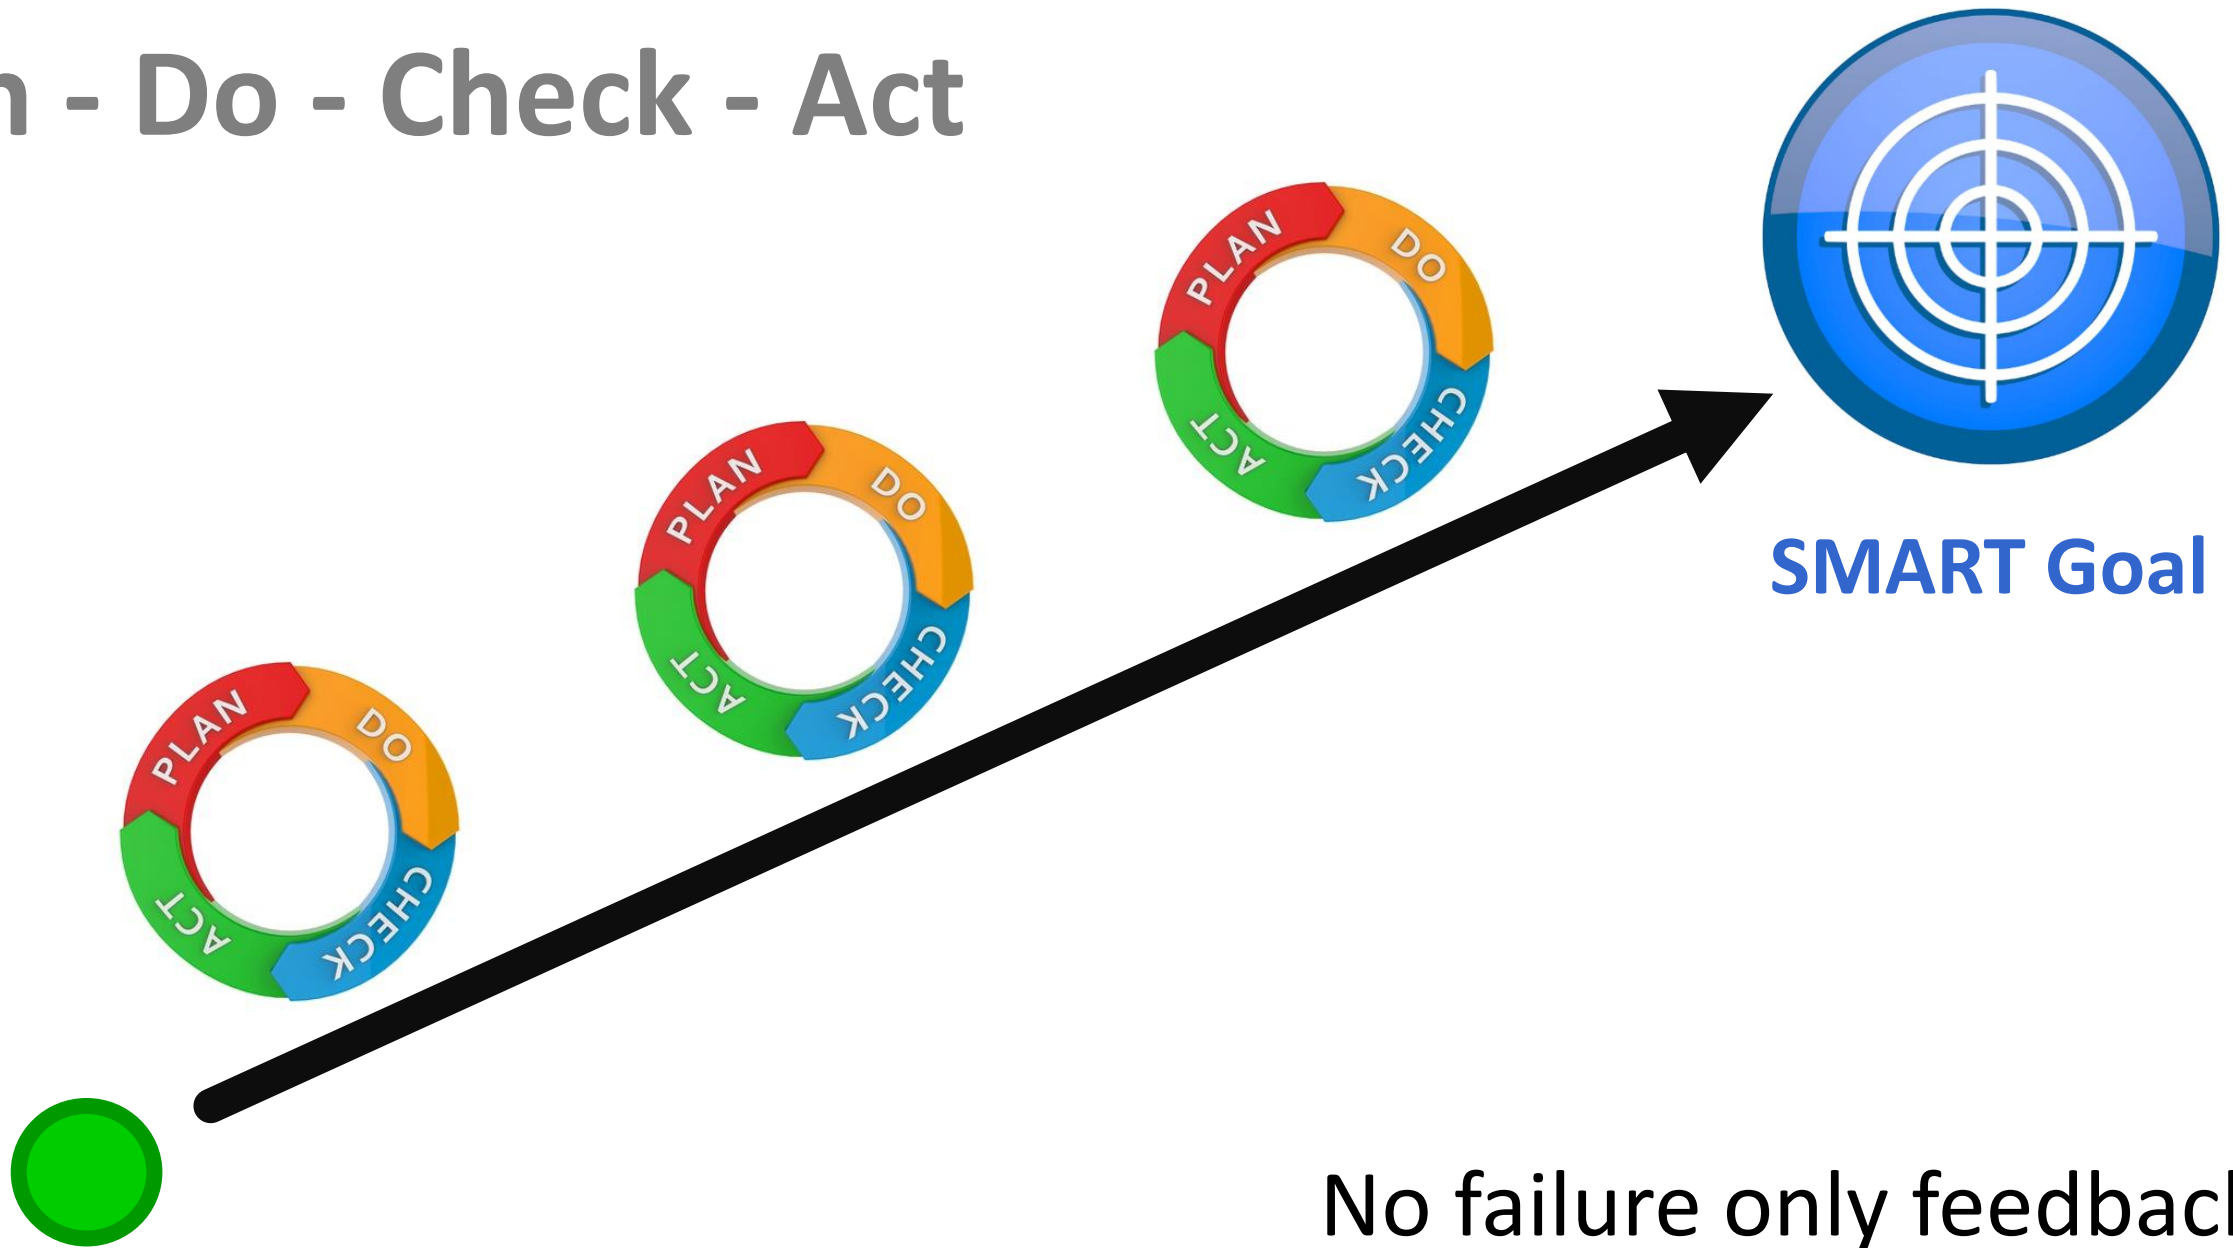 n - Do - Check - Act
PLAN
DO
CHECK
ACT
PLAN
DO
CHECK
ACT
SMART Goal
PLAN
DO
CHECK
ACT
No failure only feedback